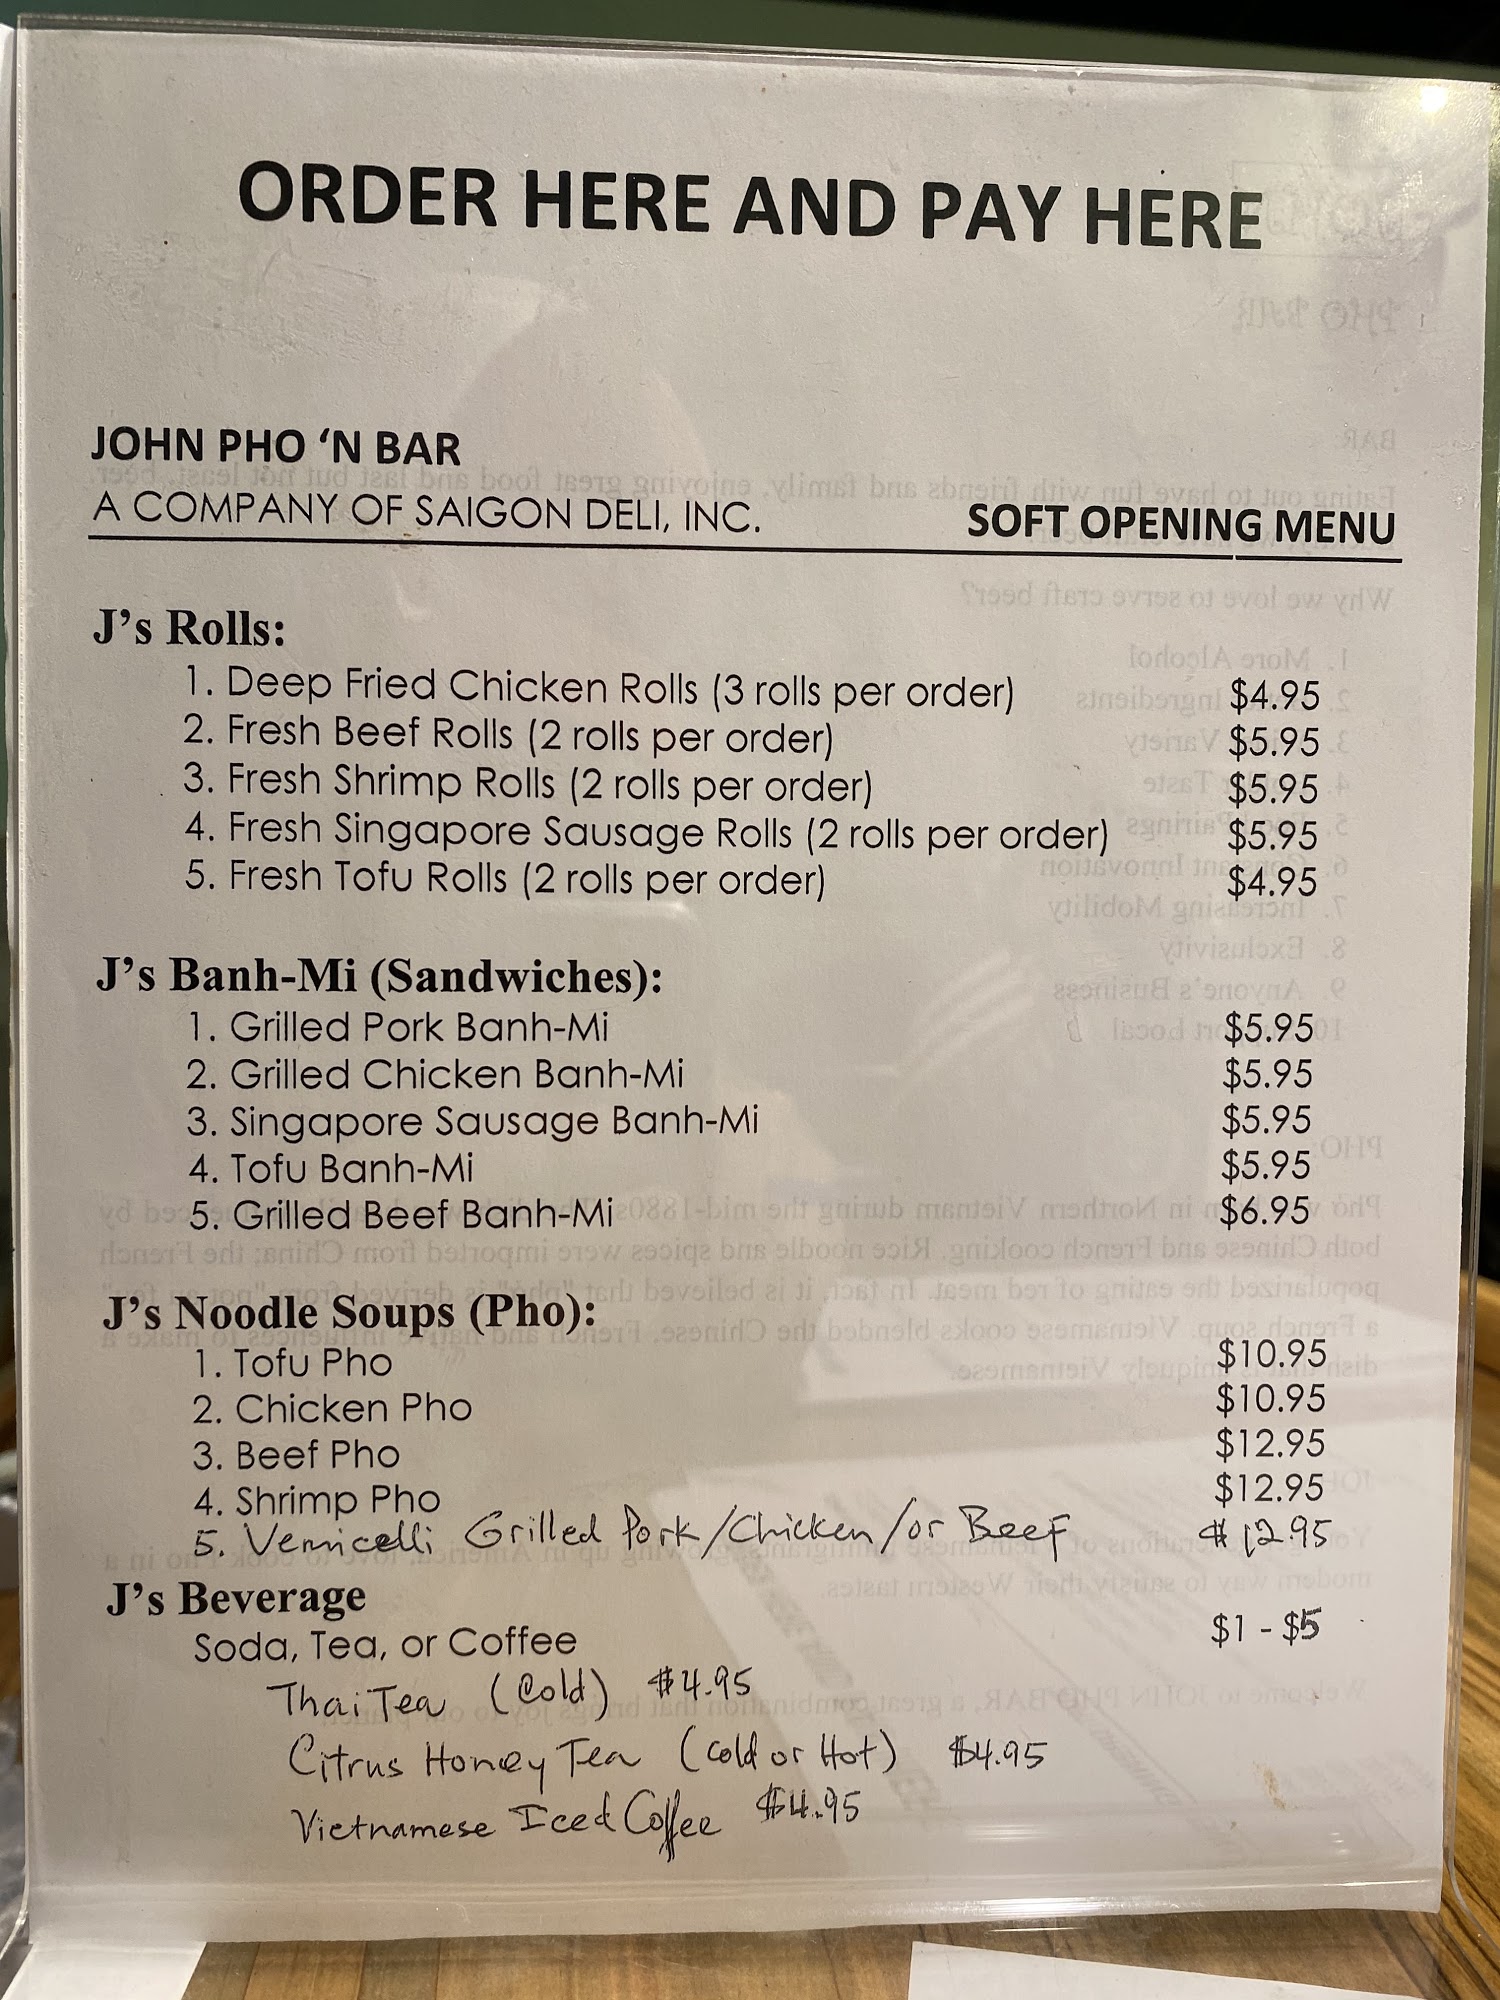 ORDER HERE AND PAY HERE
JOHN PHO ‘N BAR
A COMPANY OF SAIGON DELI, INC. SOFT OPENING MENU
J’s Rolls:
1. Deep Fried Chicken Rolls (3 rolls per order) $4.95
2. Fresh Beef Rolls (2 rolls per order) $5.95
3. Fresh Shrimp Rolls (2 rolls per order) $5.95
4. Fresh Singapore Sausage Rolls (2 rolls per order) $5.95
5. Fresh Tofu Rolls (2 rolls per order) $4.95
J’s Banh-Mi (Sandwiches):
1. Grilled Pork Banh-Mi $5.95
2. Grilled Chicken Banh-Mi $5.95
3. Singapore Sausage Banh-Mi $5.95
4. Tofu Banh-Mi $5.95
5. Grilled Beef Banh-Mi $6.95
J’s Noodle Soups (Pho):
1. Tofu Pho $10.95
2. Chicken Pho $10.95
3. Beef Pho $12.95
4. Shrimp Pho $12.95
5. Vermicelli Grilled Pork/Chicken/or Beef $12.95
J’s Beverage
Soda, Tea, or Coffee $1 - $5
Thai Tea (Cold) $4.95
Citrus Honey Tea (Cold or Hot) $4.95
Vietnamese Iced Coffee $4.95